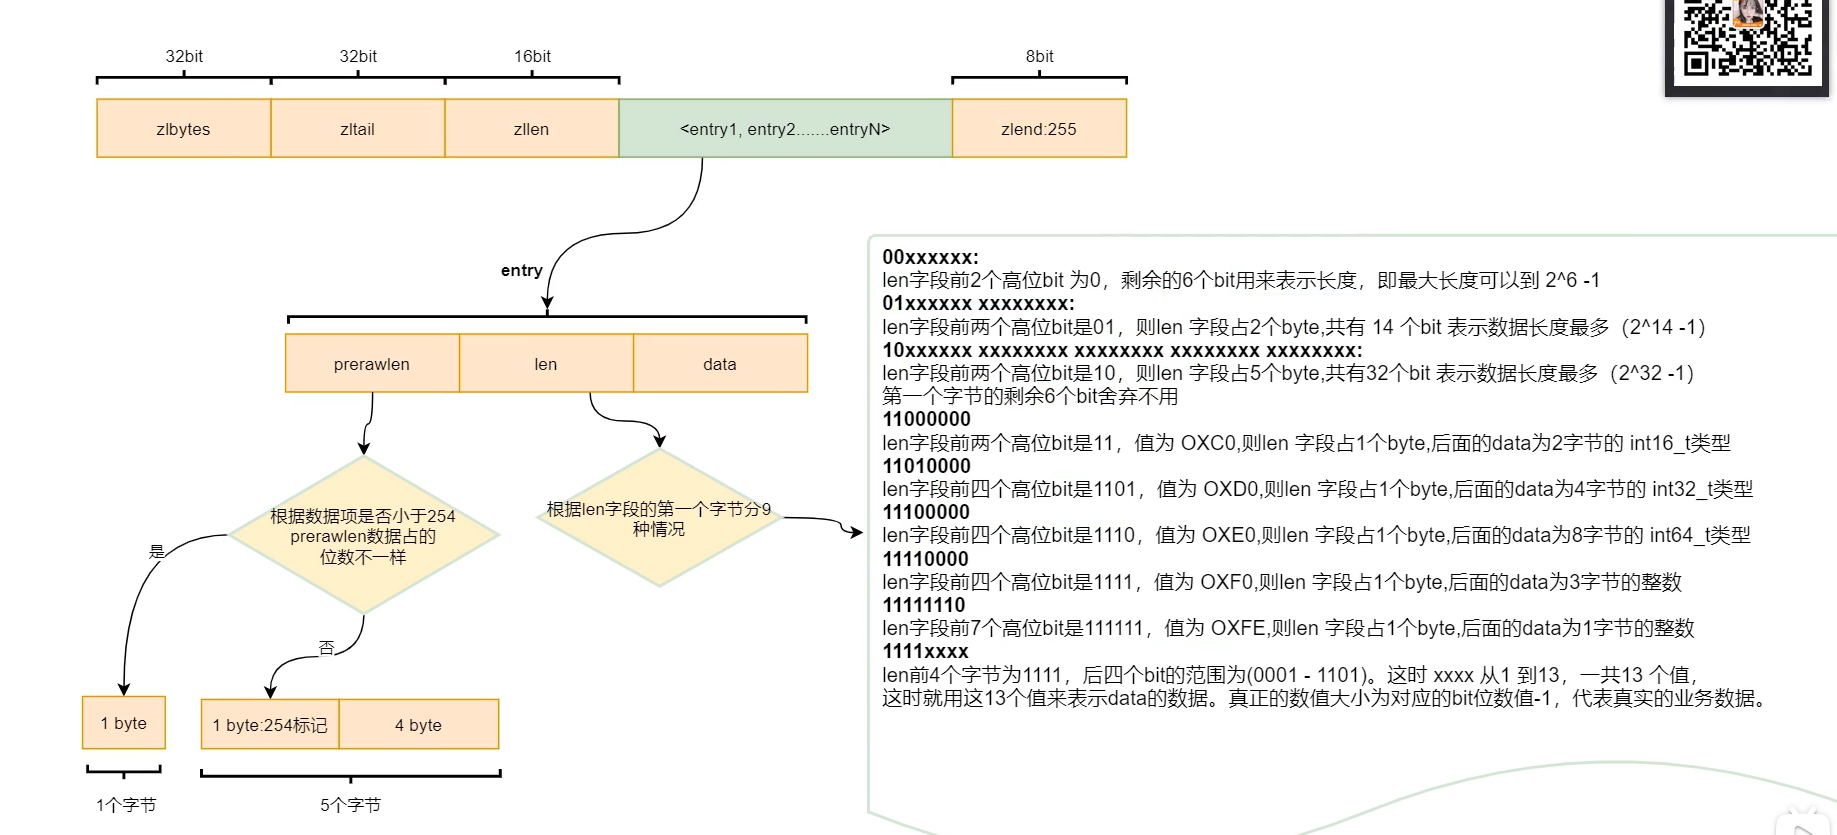 32bit
32bit
16bit
8bit
zlbytes
zltail
zllen
<entry1, entry2.......entryN>
zlend:255
entry
prerawlen
len
data
根据数据项是否小于254
prerawlen数据占的
位数不一样
根据len字段的第一个字节分9
种情况
是
否
1 byte
1 byte:254标记
4 byte
1个字节
5个字节
00xxxxxx:
len字段前2个高位bit 为0，剩余的6个bit用来表示长度，即最大长度可以到 2^6 -1
01xxxxxx xxxxxxxx:
len字段前两个高位bit是01，则len 字段占2个byte,共有 14 个bit 表示数据长度最多（2^14 -1）
10xxxxxx xxxxxxxx xxxxxxxx xxxxxxxx xxxxxxxx:
len字段前两个高位bit是10，则len 字段占5个byte,共有32个bit 表示数据长度最多（2^32 -1）
第一个字节的剩余6个bit舍弃不用
11000000
len字段前两个高位bit是11，值为 OXC0,则len 字段占1个byte,后面的data为2字节的 int16_t类型
11010000
len字段前四个高位bit是1101，值为 OXD0,则len 字段占1个byte,后面的data为4字节的 int32_t类型
11100000
len字段前四个高位bit是1110，值为 OXE0,则len 字段占1个byte,后面的data为8字节的 int64_t类型
11110000
len字段前四个高位bit是1111，值为 OXF0,则len 字段占1个byte,后面的data为3字节的整数
11111110
len字段前7个高位bit是111111，值为 OXFE,则len 字段占1个byte,后面的data为1字节的整数
1111xxxx
len前4个字节为1111，后四个bit的范围为(0001 - 1101)。这时 xxxx 从1 到13，一共13 个值，
这时就用这13个值来表示data的数据。真正的数值大小为对应的bit位数值-1，代表真实的业务数据。